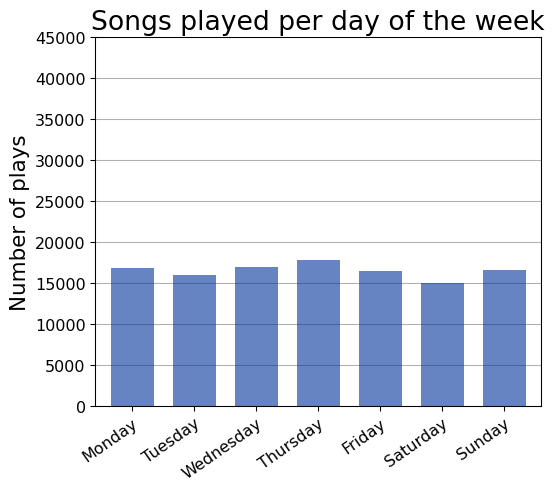 Songs played per day of the week
Number of plays
45000
40000
35000
30000
25000
20000
15000
10000
5000
0
Monday
Tuesday
Wednesday
Thursday
Friday
Saturday
Sunday